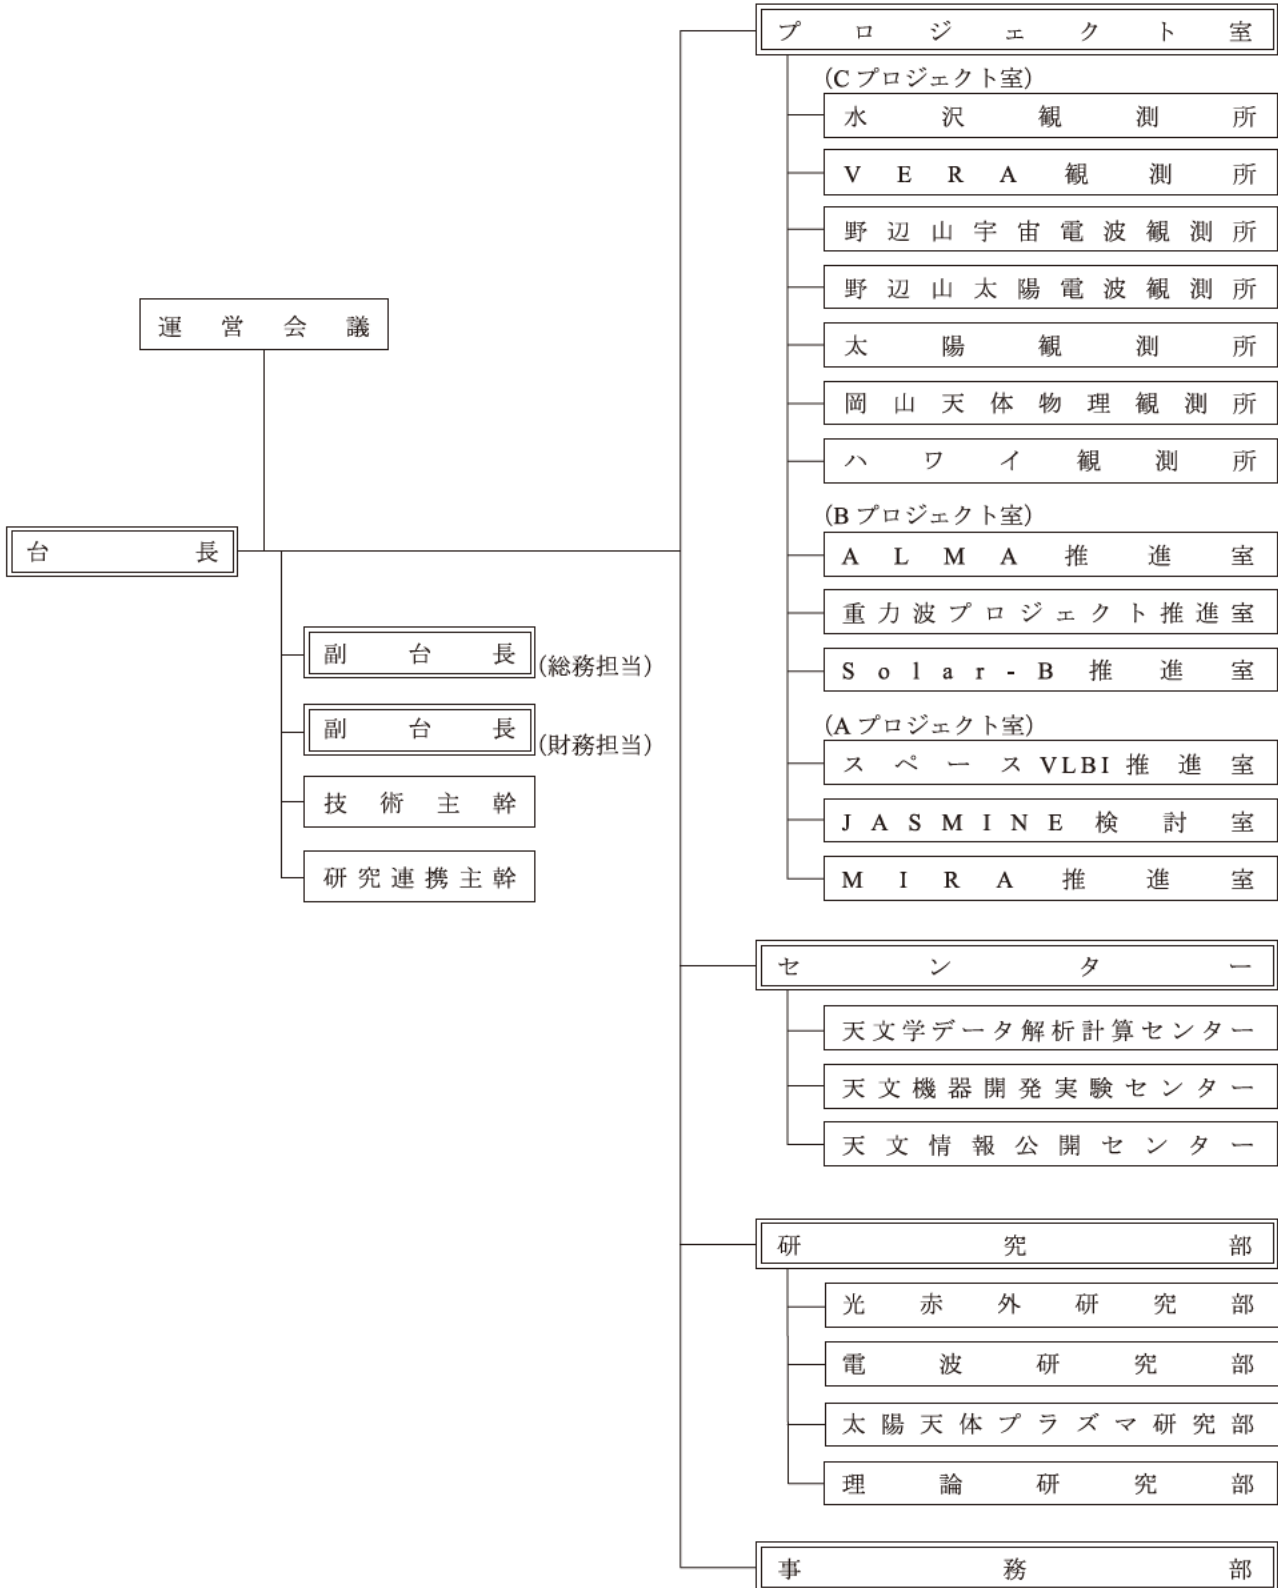 運営会議
台長
副台長(総務担当)
副台長(財務担当)
技術主幹
研究連携主幹
プロジェクト室
(Cプロジェクト室)
水沢観測所
VERA観測所
野辺山宇宙電波観測所
野辺山太陽電波観測所
太陽観測所
岡山天体物理観測所
ハワイ観測所
(Bプロジェクト室)
ALMA推進室
重力波プロジェクト推進室
Solar-B推進室
(Aプロジェクト室)
スペースVLBI推進室
JASMINE検討室
MIRA推進室
センター
天文学データ解析計算センター
天文機器開発実験センター
天文情報公開センター
研究部
光赤外研究部
電波研究部
太陽天体プラズマ研究部
理論研究部
事務部